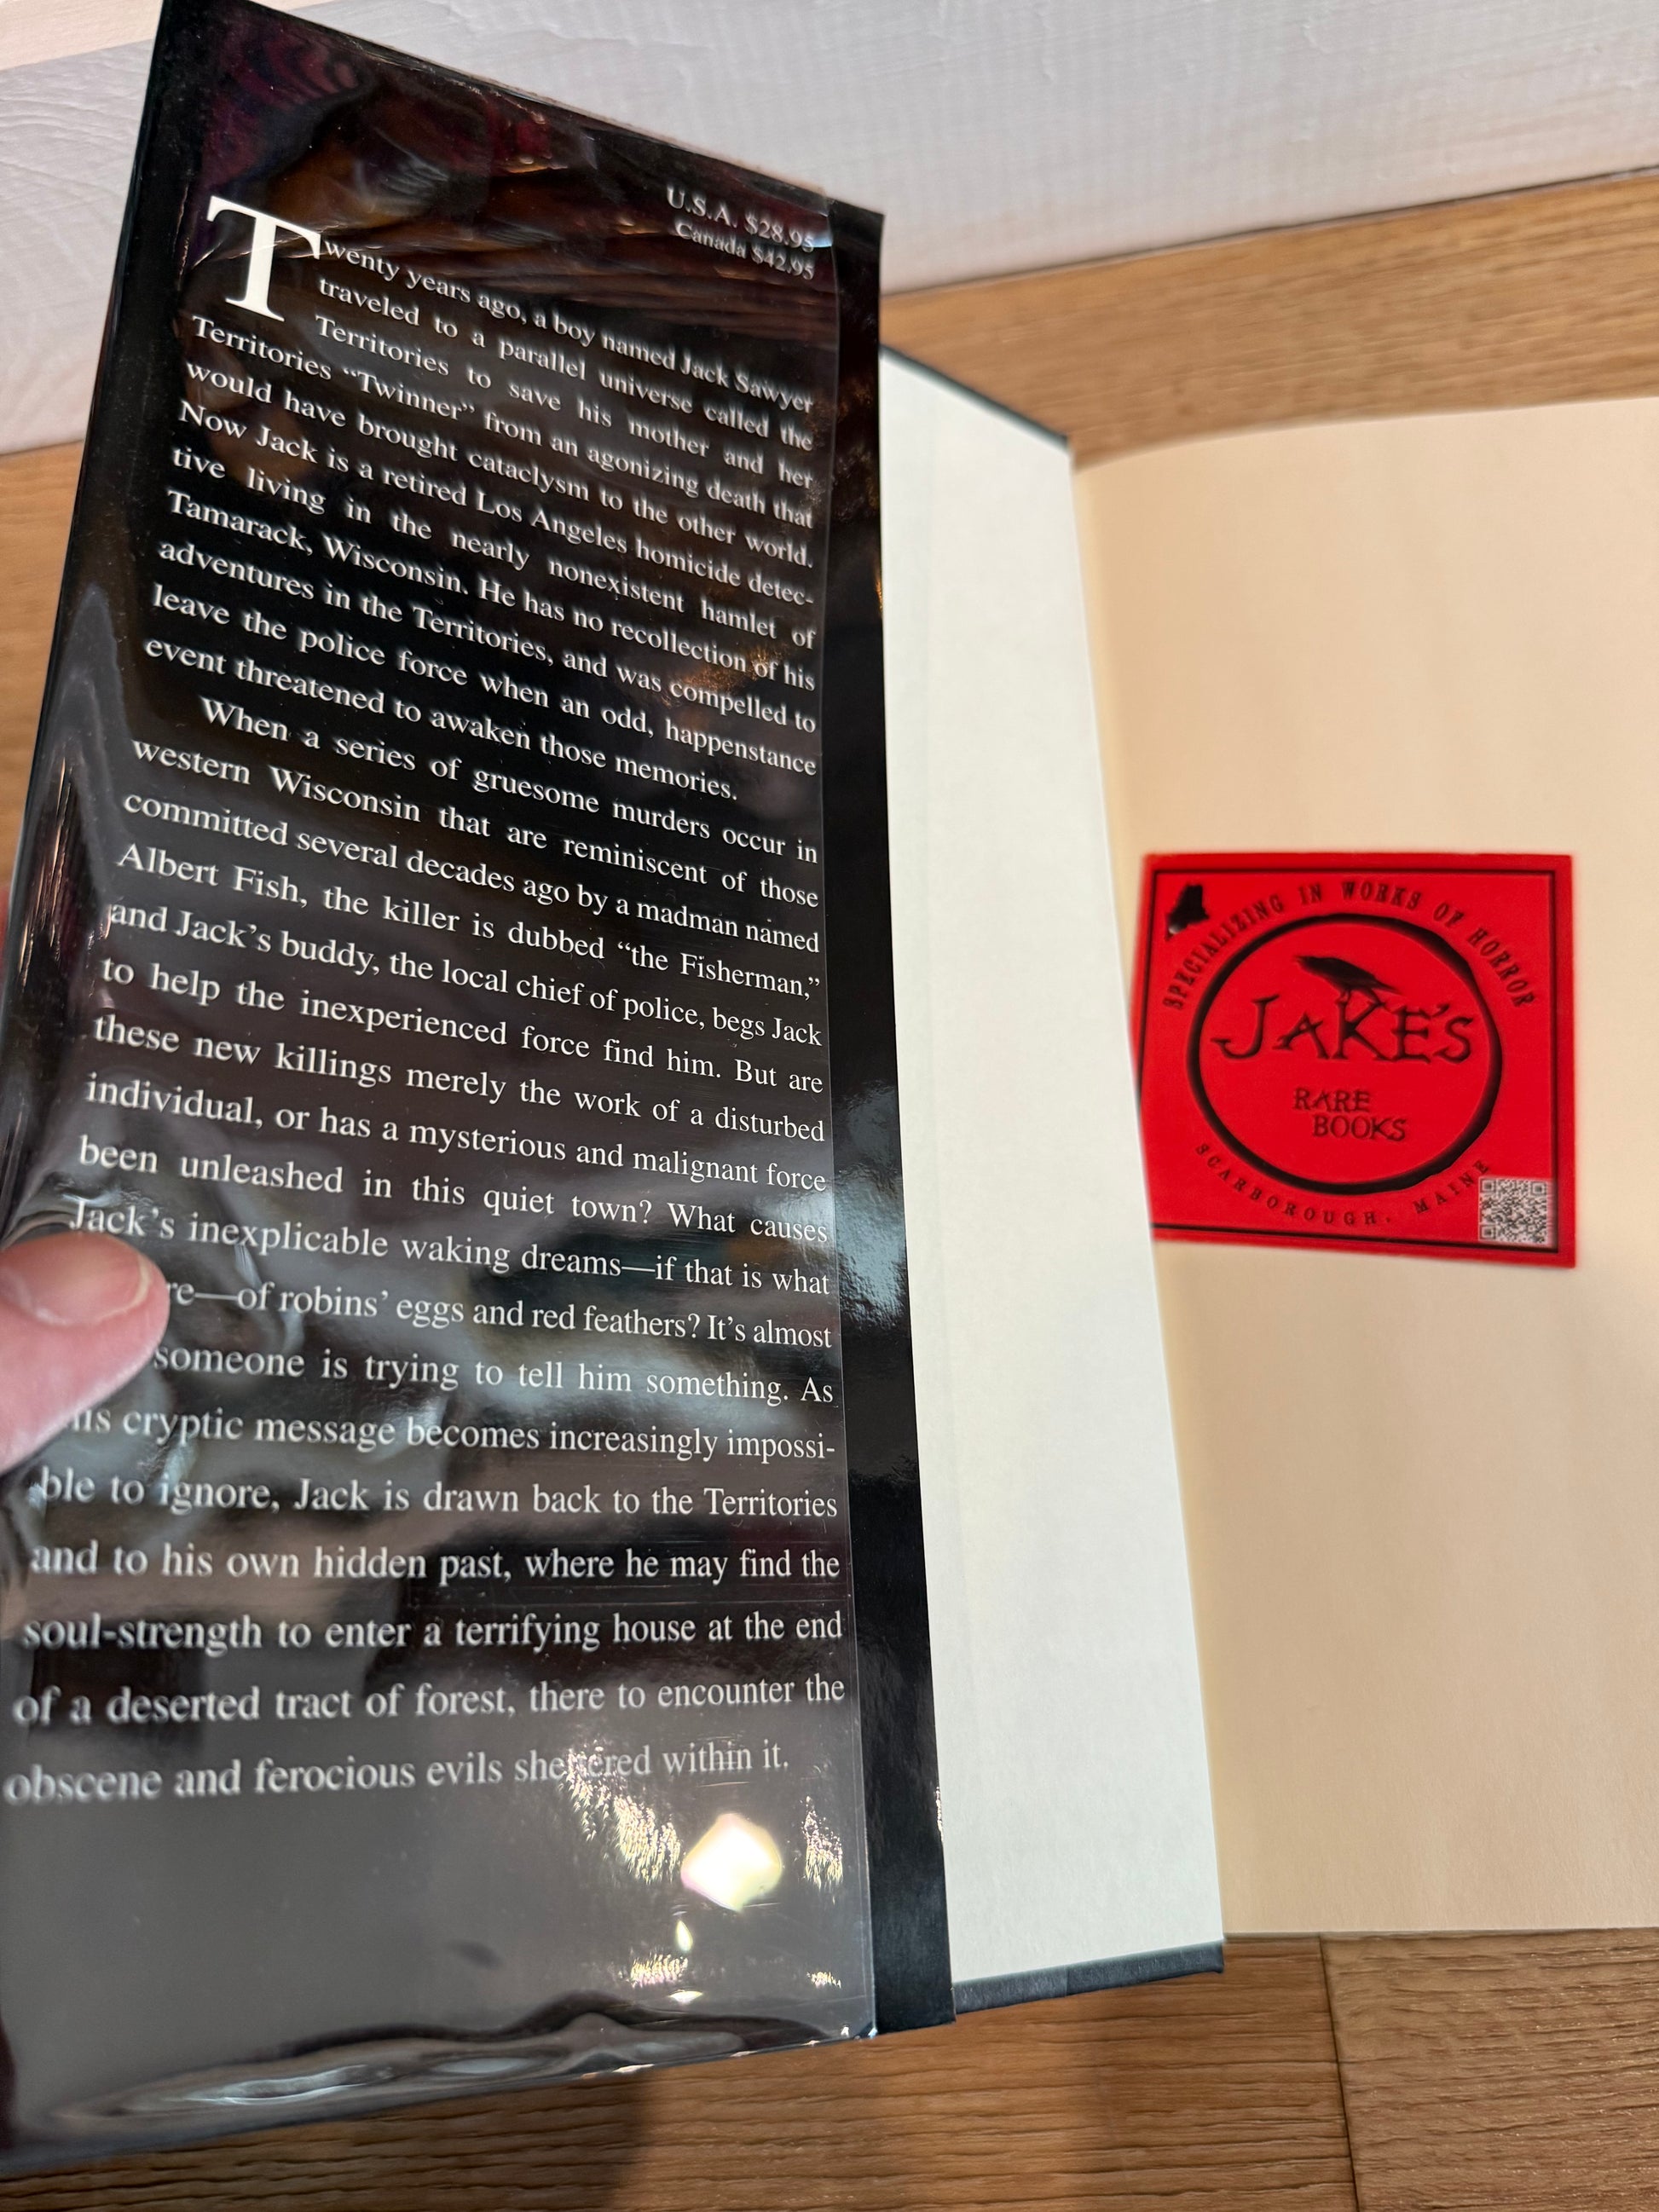 U.S.A. $28.95
Canada $42.95
Twenty years ago, a boy named Jack Sawyer
traveled to a parallel universe called the
Territories to save his mother and her
Territories “Twinner” from an agonizing death that
would have brought cataclysm to the other world.
Now Jack is a retired Los Angeles homicide detec-
tive living in the nearly nonexistent hamlet of
Tamarack, Wisconsin. He has no recollection of his
adventures in the Territories, and was compelled to
leave the police force when an odd, happenstance
event threatened to awaken those memories.
When a series of gruesome murders occur in
western Wisconsin that are reminiscent of those
committed several decades ago by a madman named
Albert Fish, the killer is dubbed “the Fisherman,”
and Jack’s buddy, the local chief of police, begs Jack
to help the inexperienced force find him. But are
these new killings merely the work of a disturbed
individual, or has a mysterious and malignant force
been unleashed in this quiet town? What causes
Jack’s inexplicable waking dreams—if that is what
re—of robins’ eggs and red feathers? It’s almost
someone is trying to tell him something. As
cryptic message becomes increasingly impossi-
ble to ignore, Jack is drawn back to the Territories
and to his own hidden past, where he may find the
soul-strength to enter a terrifying house at the end
of a deserted tract of forest, there to encounter the
obscene and ferocious evils sheltered within it.
SPECIALIZING IN WORKS OF HORROR
JAKE'S
RARE
BOOKS
SCARBOROUGH, MAINE